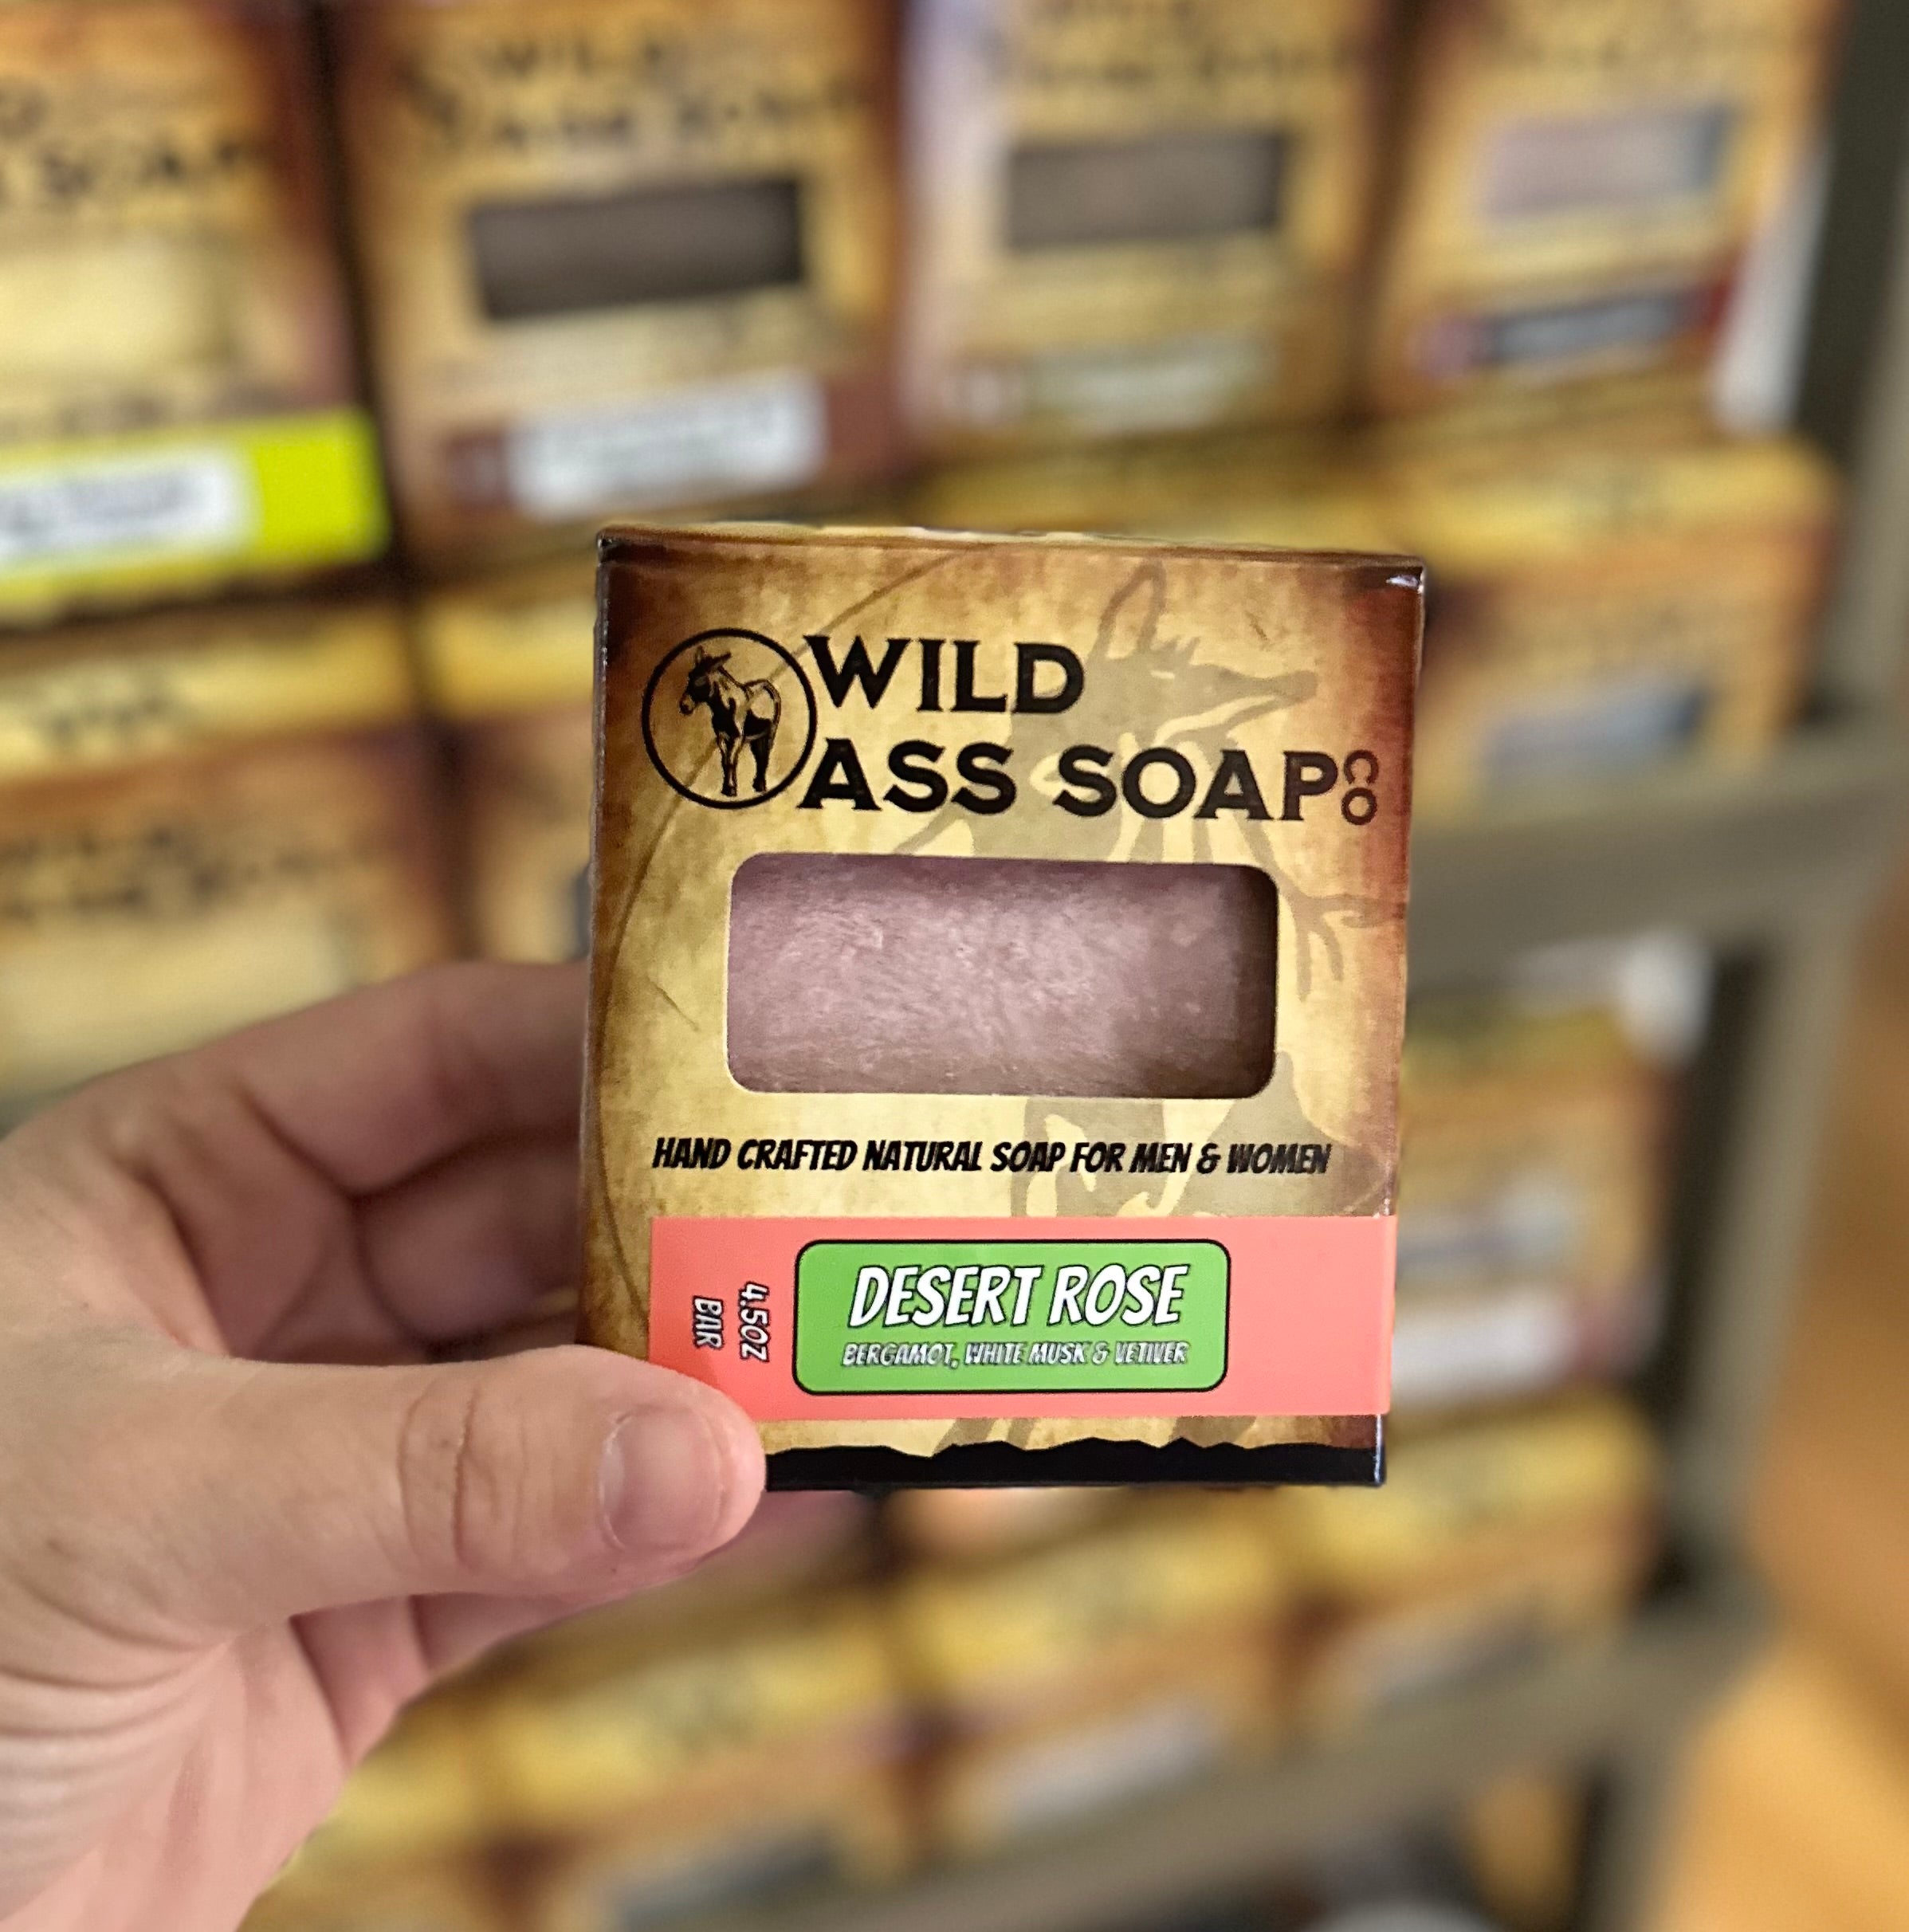 WILD
ASS SOAP CO
HAND CRAFTED NATURAL SOAP FOR MEN & WOMEN
4.5OZ
BAR
DESERT ROSE
BERGAMOT, WHITE MUSK & VETIVER